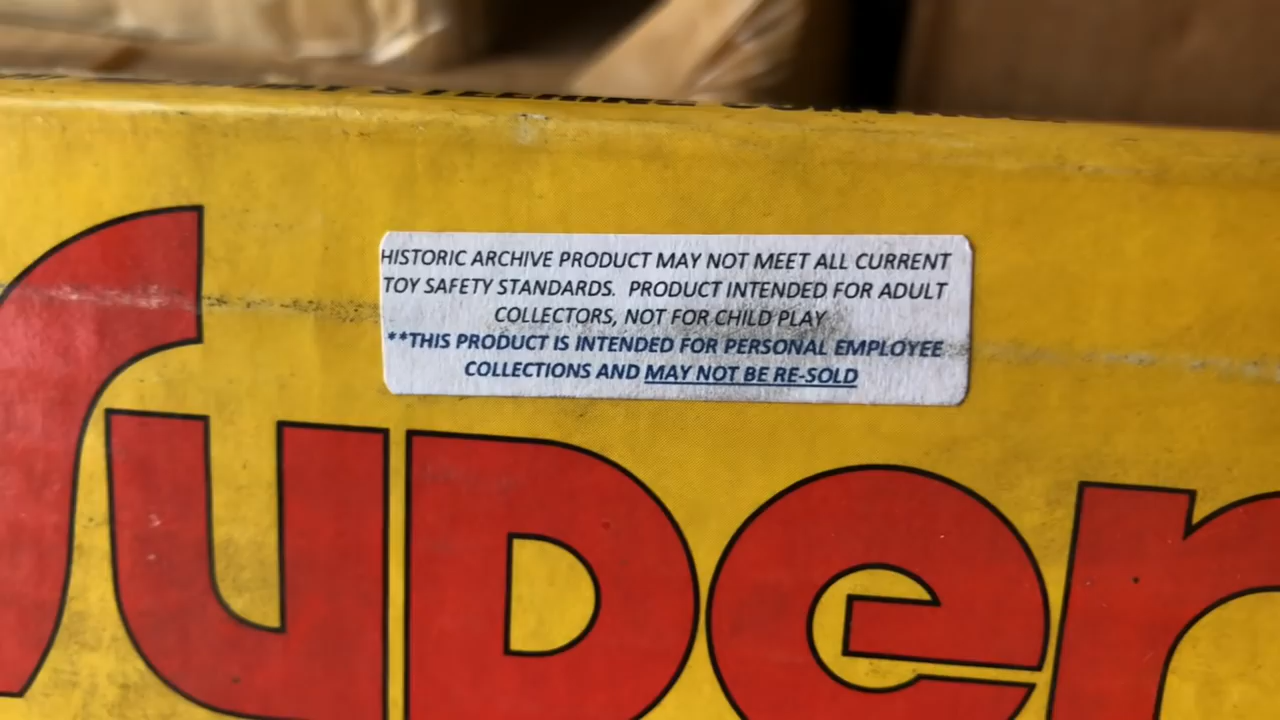 STEERING
HISTORIC ARCHIVE PRODUCT MAY NOT MEET ALL CURRENT
TOY SAFETY STANDARDS. PRODUCT INTENDED FOR ADULT
COLLECTORS, NOT FOR CHILD PLAY
**THIS PRODUCT IS INTENDED FOR PERSONAL EMPLOYEE
COLLECTIONS AND MAY NOT BE RE-SOLD
Super